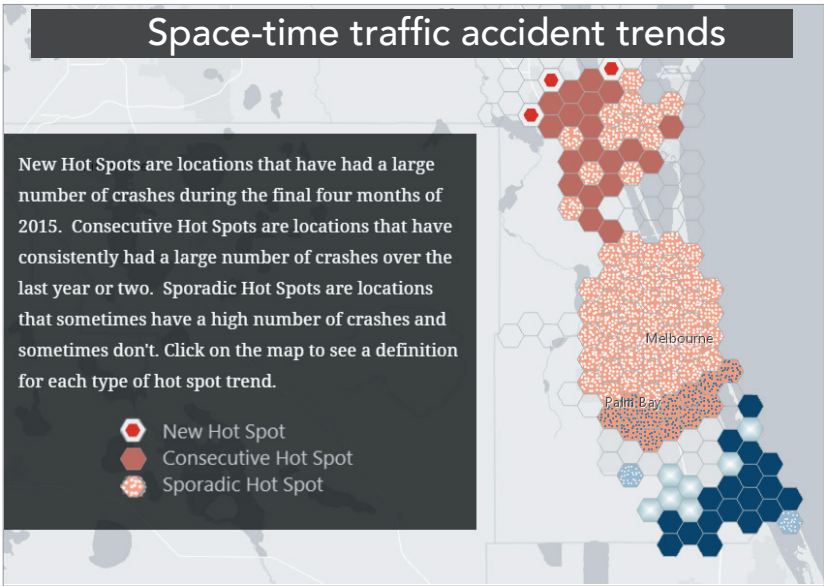 Space-time traffic accident trends
New Hot Spots are locations that have had a large
number of crashes during the final four months of
2015.  Consecutive Hot Spots are locations that have
consistently had a large number of crashes over the
last year or two.  Sporadic Hot Spots are locations
that sometimes have a high number of crashes and
sometimes don't. Click on the map to see a definition
for each type of hot spot trend.
New Hot Spot
Consecutive Hot Spot
Sporadic Hot Spot
Melbourne
Palm Bay